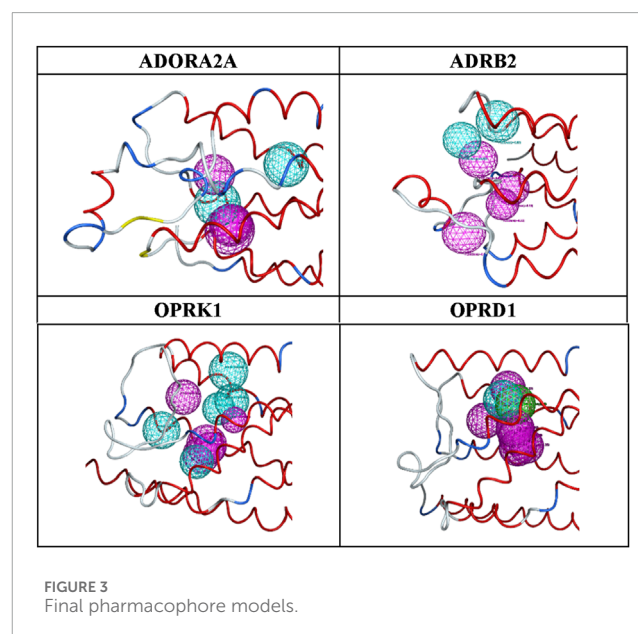 ADORA2A
ADRB2
OPRK1
OPRD1
FIGURE 3
Final pharmacophore models.